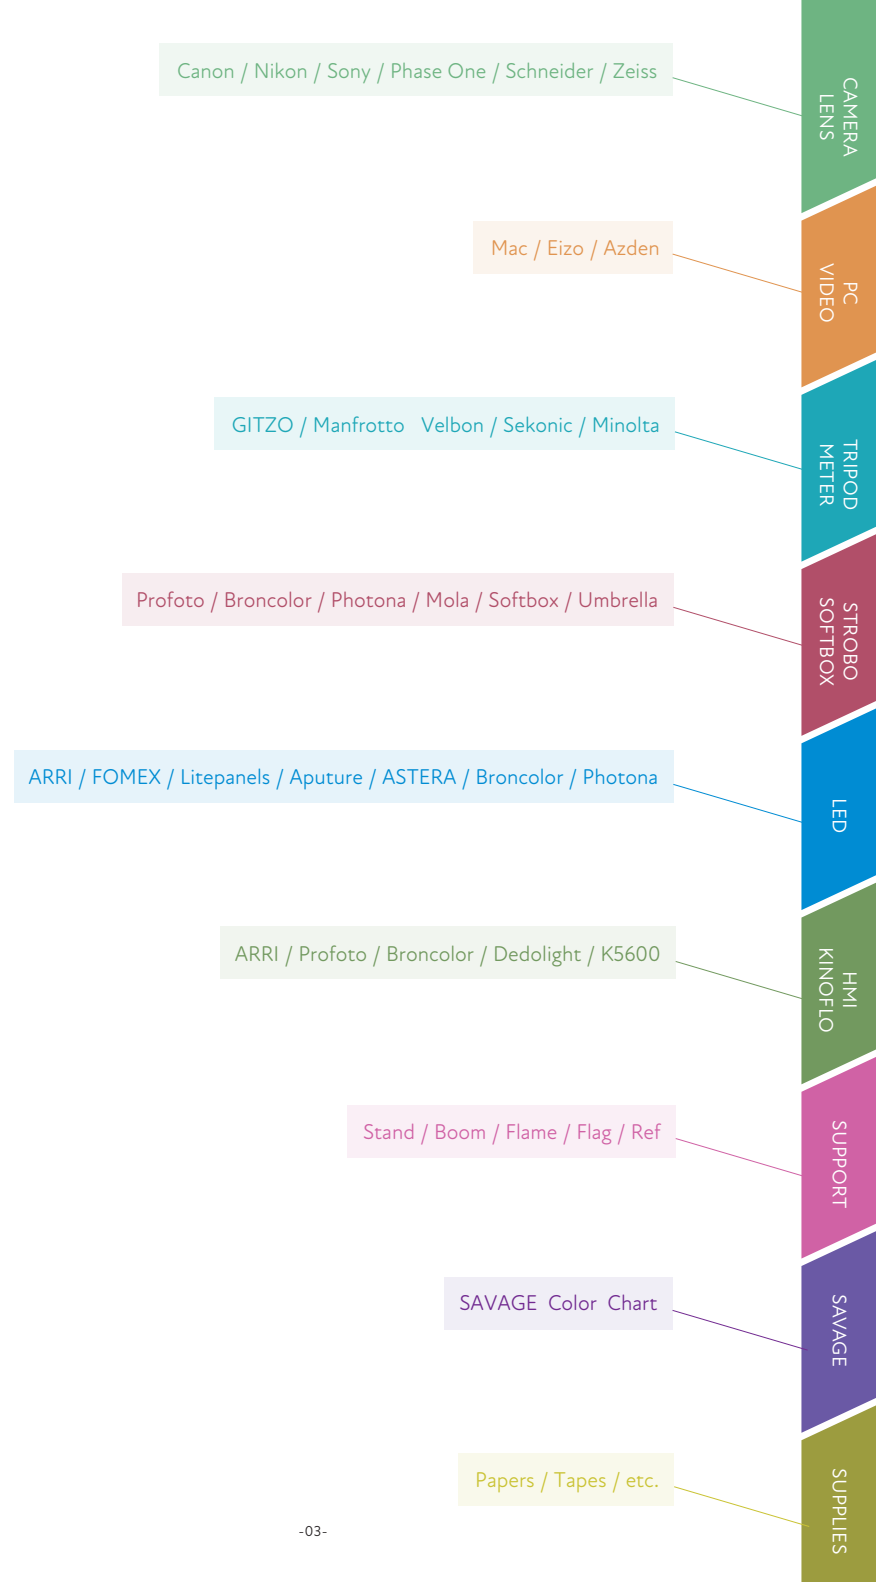 Canon / Nikon / Sony / Phase One / Schneider / Zeiss
CAMERA
LENS
Mac / Eizo / Azden
PC
VIDEO
GITZO / Manfrotto Velbon / Sekonic / Minolta
TRIPOD
METER
Profoto / Broncolor / Photona / Mola / Softbox / Umbrella
STROBO
SOFTBOX
ARRI / FOMEX / Litepanels / Aputure / ASTERA / Broncolor / Photona
LED
ARRI / Profoto / Broncolor / Dedolight / K5600
HMI
KINOFLO
Stand / Boom / Flame / Flag / Ref
SUPPORT
SAVAGE Color Chart
SAVAGE
Papers / Tapes / etc.
SUPPLIES
-03-